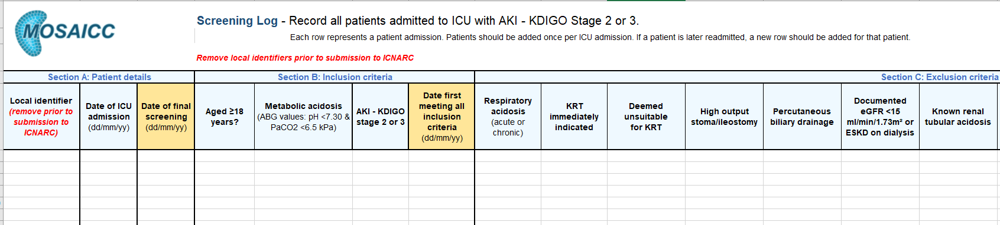 MOSAICC
Screening Log - Record all patients admitted to ICU with AKI - KDIGO Stage 2 or 3.
Each row represents a patient admission. Patients should be added once per ICU admission. If a patient is later readmitted, a new row should be added for that patient.
Remove local identifiers prior to submission to ICNARC
Section A: Patient details
Section B: Inclusion criteria
Section C: Exclusion criteria
Local identifier
(remove prior to
submission to
ICNARC)
Date of ICU
admission
(dd/mm/yy)
Date of final
screening
(dd/mm/yy)
Aged ≥18
years?
Metabolic acidosis
(ABG values: pH <7.30 &
PaCO2 <6.5 kPa)
AKI - KDIGO
stage 2 or 3
Date first
meeting all
inclusion
criteria
(dd/mm/yy)
Respiratory
acidosis
(acute or
chronic)
KRT
immediately
indicated
Deemed
unsuitable
for KRT
High output
stoma/ileostomy
Percutaneous
biliary drainage
Documented
eGFR <15
ml/min/1.73m² or
ESKD on dialysis
Known renal
tubular acidosis